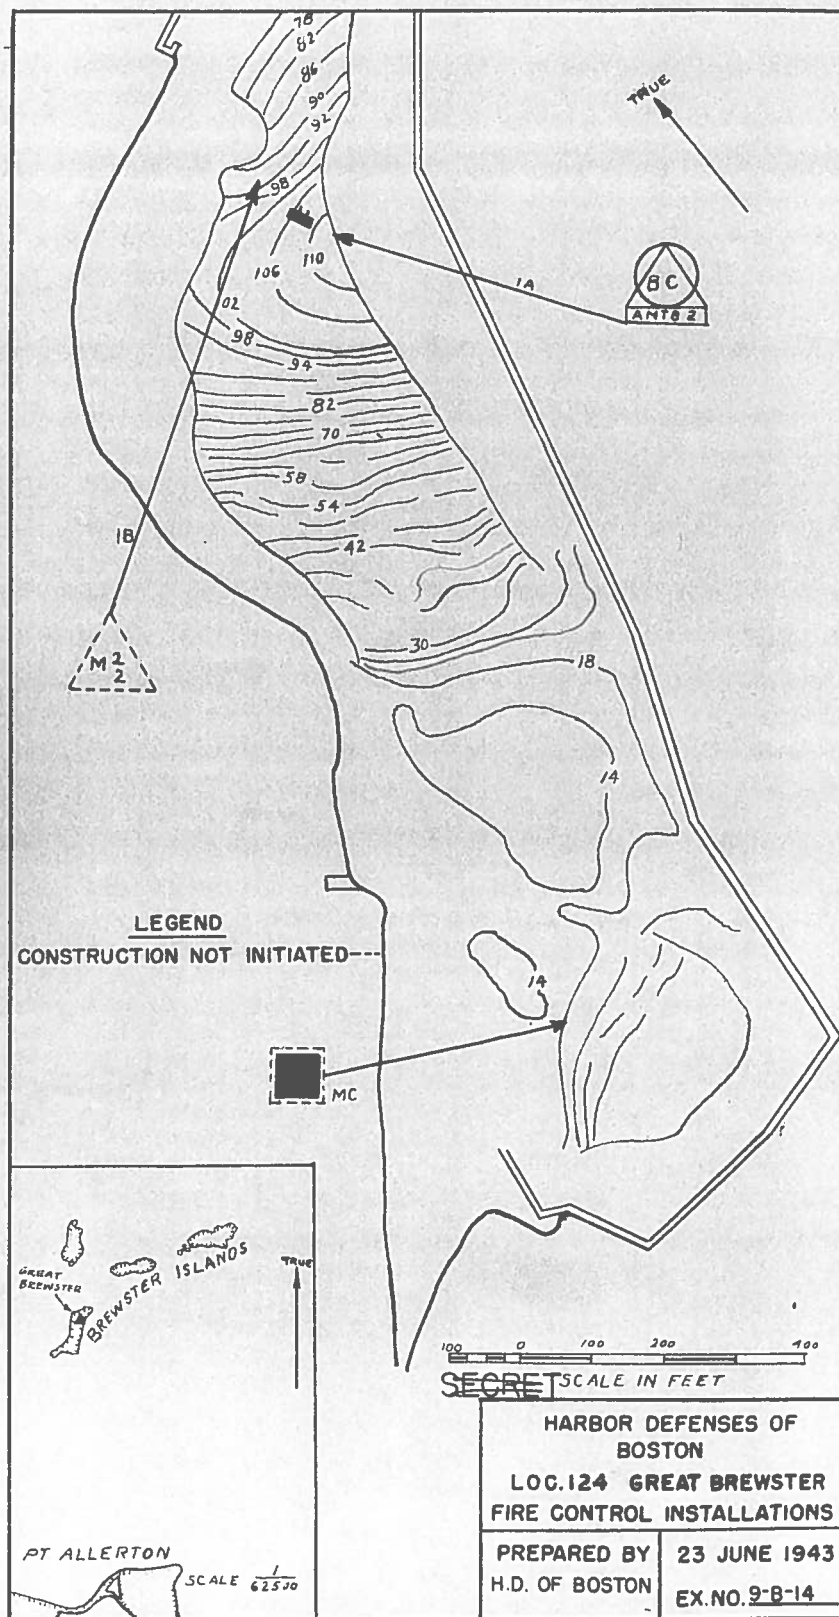 78
82
86
90
92
98
TRUE
106
110
1A
BC
ANTB 2
02
98
94
82
70
58
54
1B
42
30
18
M 2
2
14
LEGEND
CONSTRUCTION NOT INITIATED---
14
MC
GREAT
BREWSTER
BREWSTER ISLANDS
TRUE
100 0 100 200 400
SECRET SCALE IN FEET
HARBOR DEFENSES OF
BOSTON
LOC.124 GREAT BREWSTER
FIRE CONTROL INSTALLATIONS
PT ALLERTON
SCALE 1/62500
PREPARED BY
H.D. OF BOSTON
23 JUNE 1943
EX.NO. 9-B-14